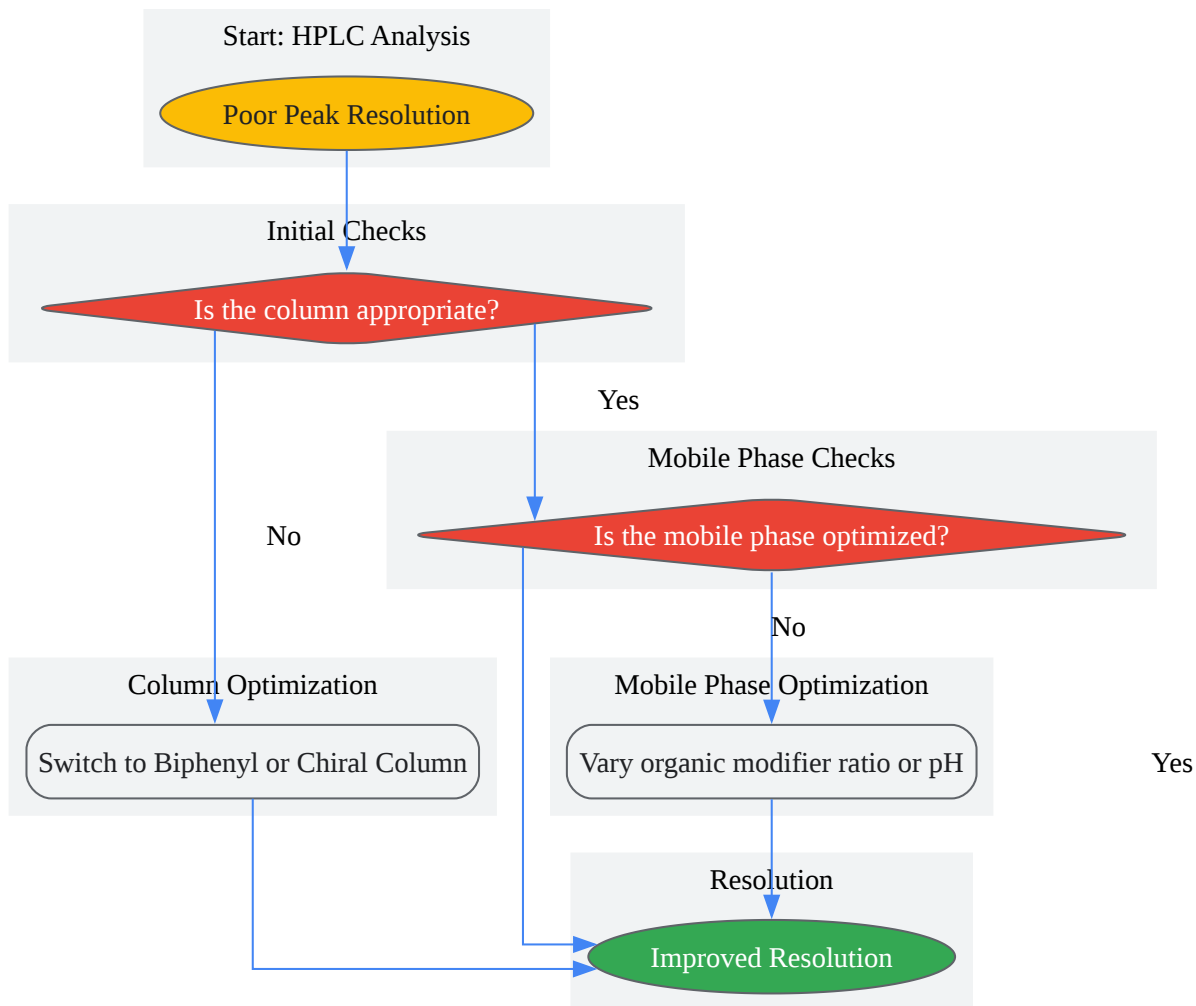 Start: HPLC Analysis
Poor Peak Resolution
Initial Checks
Is the column appropriate?
Yes
Mobile Phase Checks
No
Is the mobile phase optimized?
No
Column Optimization
Mobile Phase Optimization
Switch to Biphenyl or Chiral Column
Vary organic modifier ratio or pH
Yes
Resolution
Improved Resolution